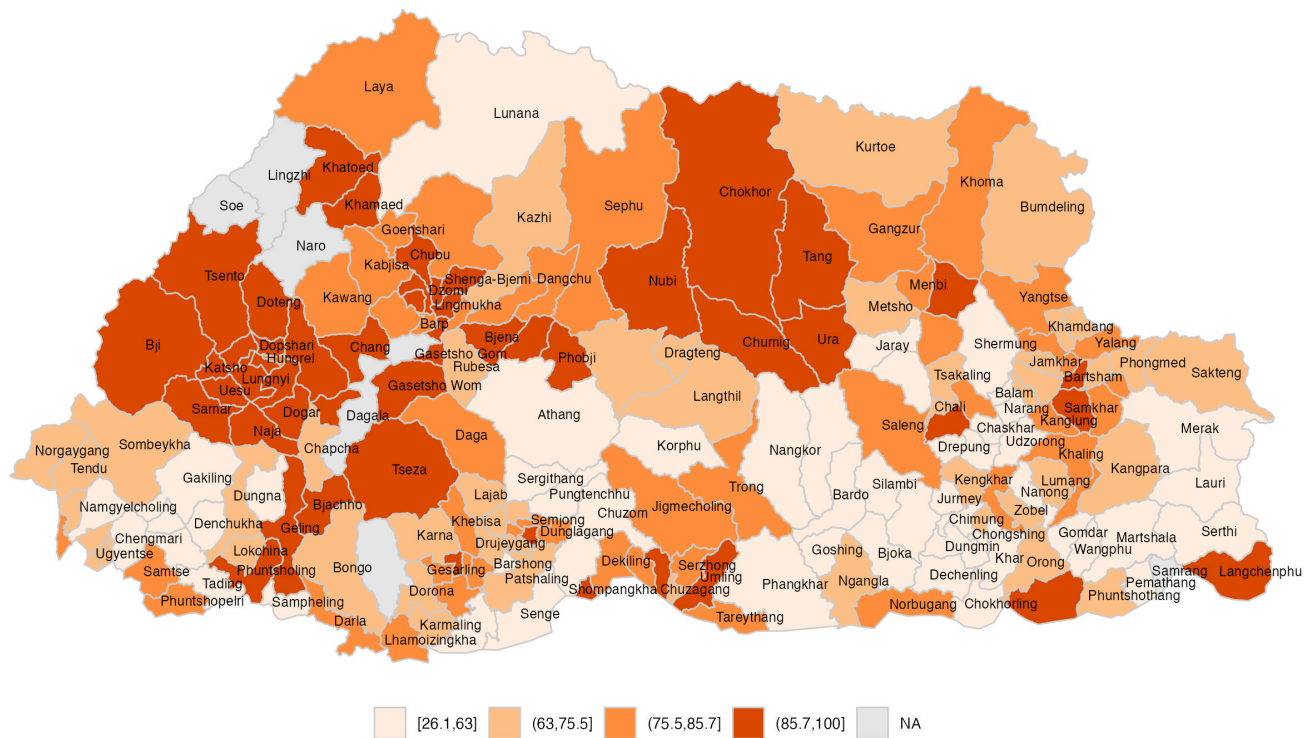 Laya
Lunana
Kurtoe
Lingzhi
Khatoed
Khoma
Chokhor
Soe
Khamaed
Sephu
Bumdeling
Kazhi
Goenshari
Gangzur
Naro
Chubu
Tang
Kabjisa
Tsento
Shenga-Bjemi
Dangchu
Nubi
Menbi
Dzomi
Kawang
Doteng
Lingmukha
Metsho
Yangtse
Barp
Khamdang
Bji
Dopshari
Chang
Bjena
Chumig
Ura
Jaray
Shermung
Yalang
Hungrel
Gasetsho Gom
Phobji
Dragteng
Katsho
Rubesa
Jamkhar
Phongmed
Lungnyi
Tsakaling
Bartsham
Sakteng
Uesu
Gasetsho
Wom
Langthil
Balam
Samar
Dogar
Dagala
Athang
Chali
Narang
Samkhar
Naja
Saleng
Chaskhar
Kanglung
Merak
Sombeykha
Chapcha
Daga
Korphu
Drepung
Udzorong
Norgaygang
Nangkor
Khaling
Tendu
Tseza
Kangpara
Gakiling
Sergithang
Trong
Silambi
Kengkhar
Lumang
Lauri
Dungna
Lajab
Pungtenchhu
Bardo
Jurmey
Nanong
Namgyelcholing
Bjachho
Jigmecholing
Zobel
Denchukha
Geling
Khebisa
Semjong
Chuzom
Chimung
Karna
Dunglagang
Chongshing
Gomdar
Serthi
Chengmari
Drujeygang
Dungmin
Wangphu
Martshala
Ugyentse
Lokchina
Goshing
Bjoka
Khar
Orong
Samtse
Phuntsholing
Bongo
Gesarling
Barshong
Dekiling
Serzhong
Samrang
Langchenphu
Tading
Patshaling
Umling
Phangkhar
Ngangla
Dechenling
Pemathang
Phuntshopelri
Sampheling
Dorona
Shompangkha
Chuzagang
Norbugang
Chokhorling
Phuntshothang
Darla
Karmaling
Senge
Tareythang
Lhamoizingkha
[26.1,63]
(63,75.5]
(75.5,85.7]
(85.7,100]
NA